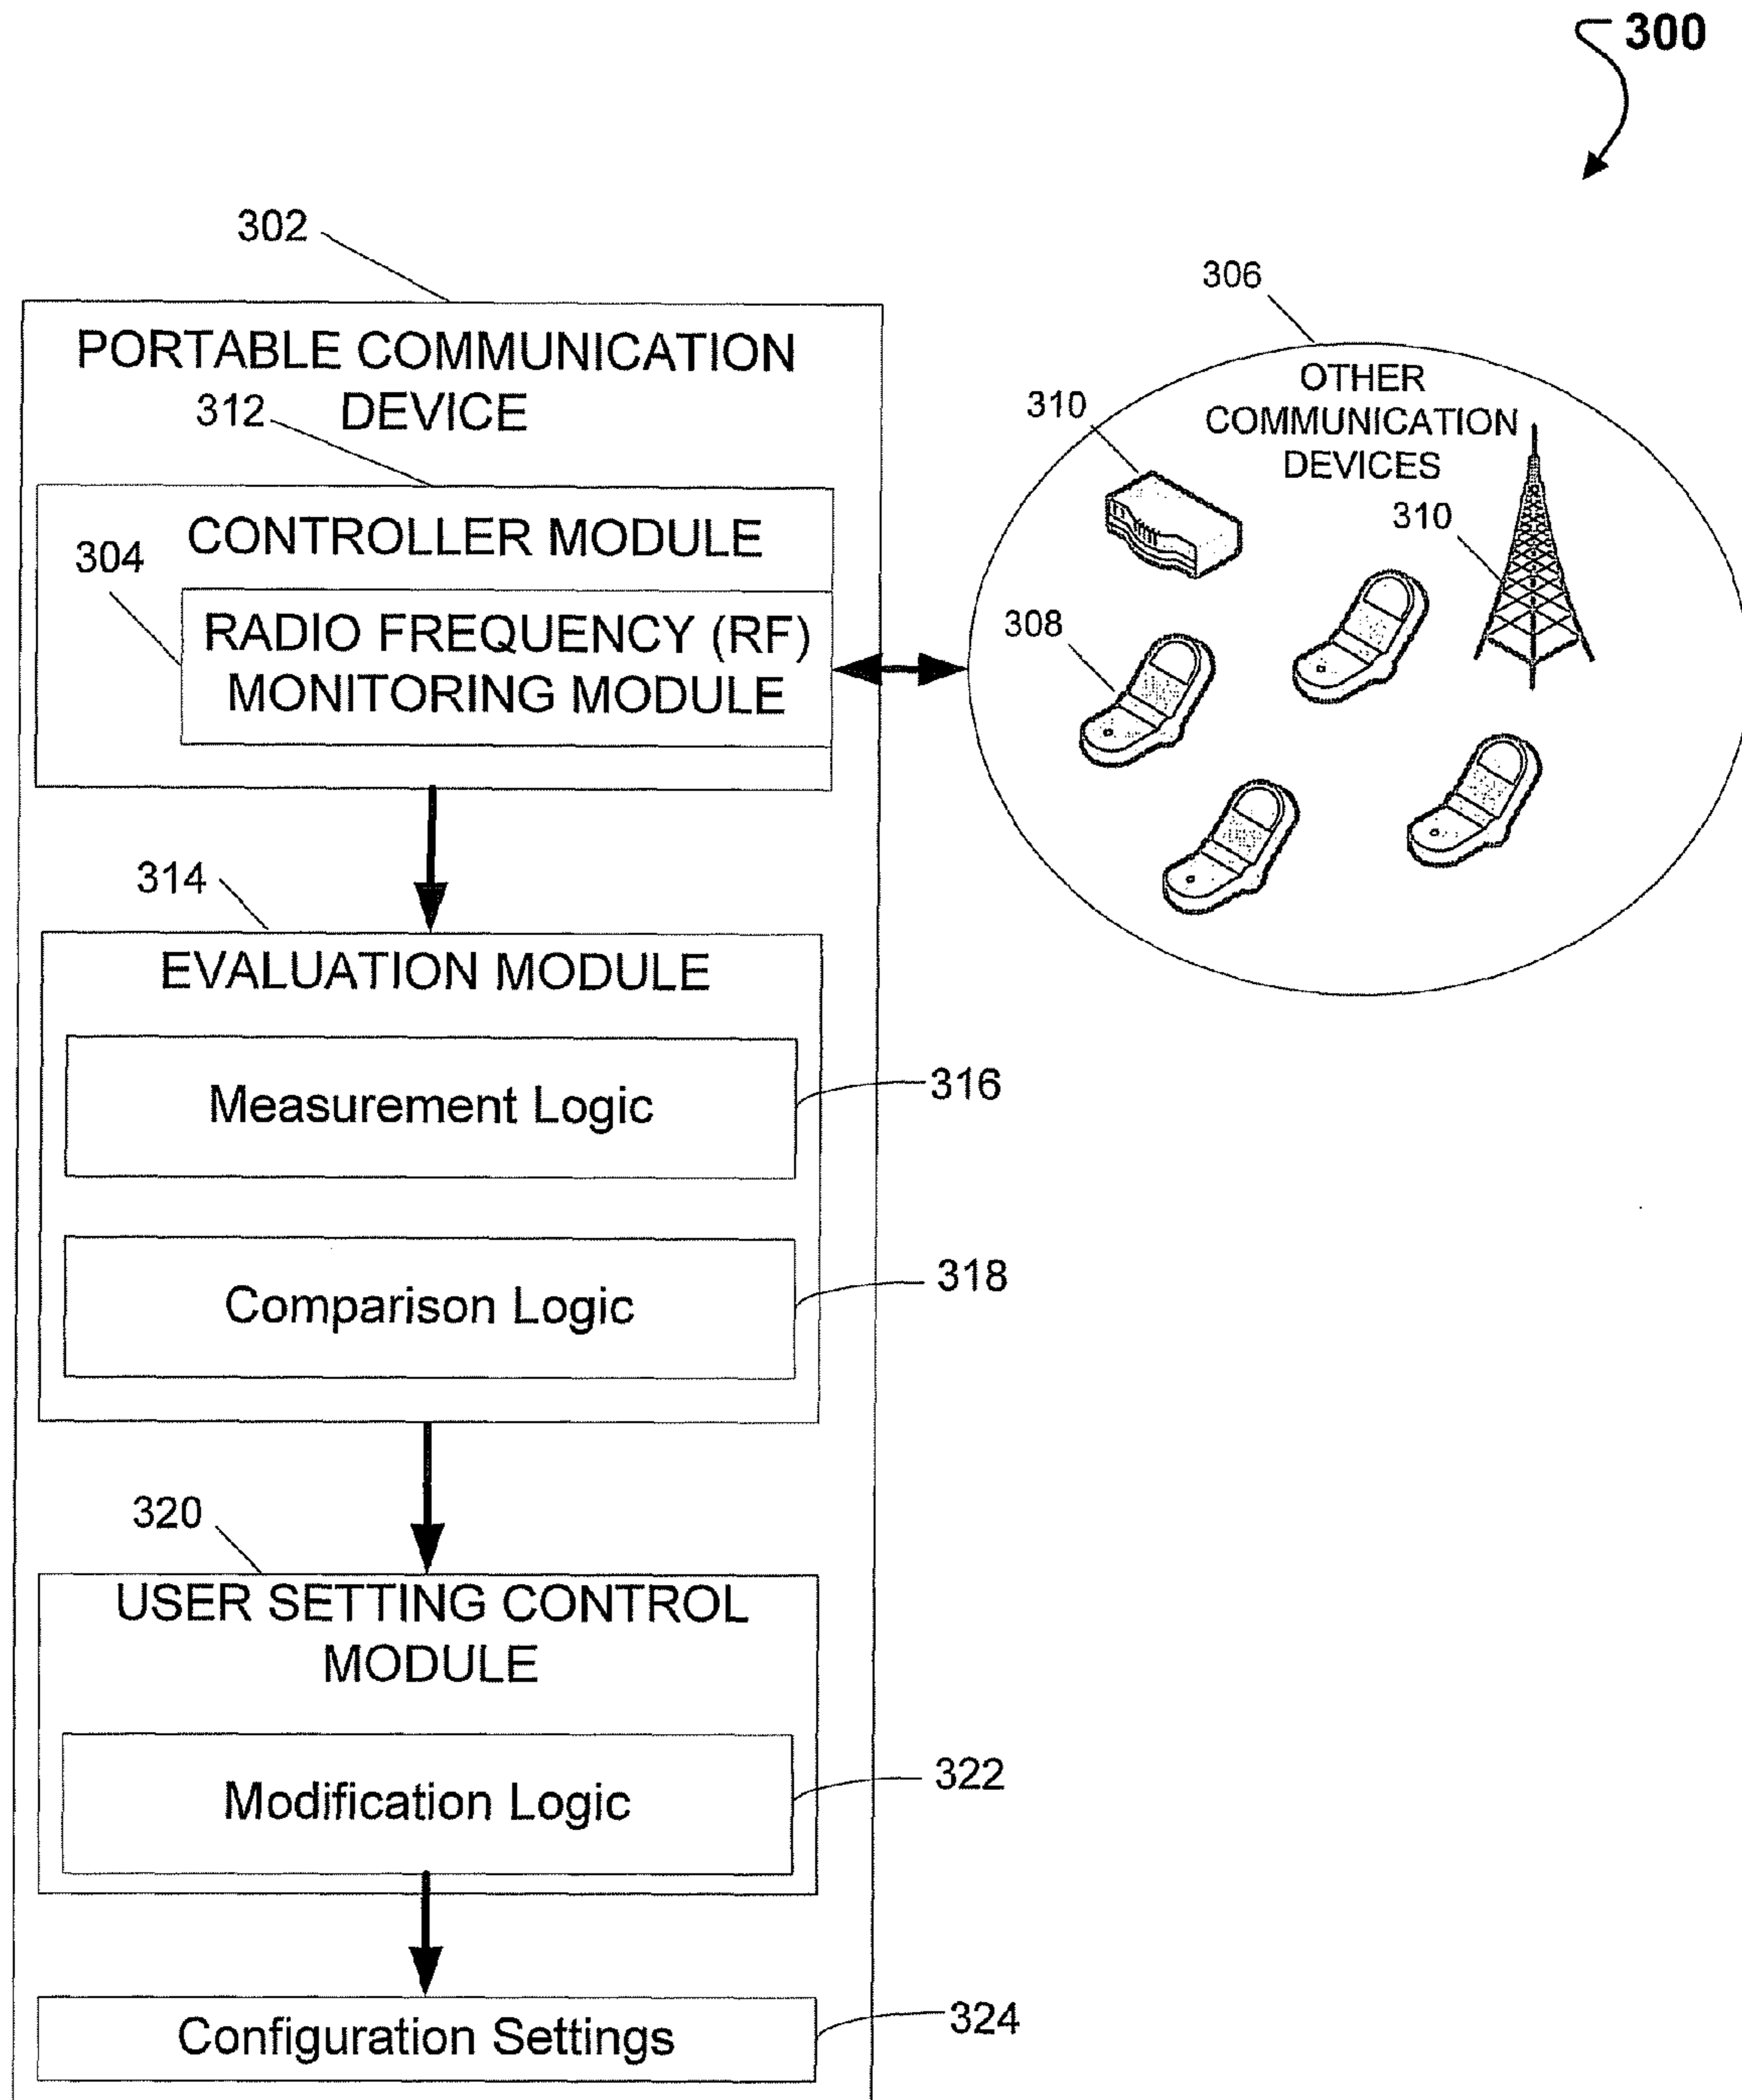 300
302
306
PORTABLE COMMUNICATION
DEVICE
312
OTHER
COMMUNICATION
DEVICES
310
310
CONTROLLER MODULE
304
RADIO FREQUENCY (RF)
MONITORING MODULE
308
314
EVALUATION MODULE
Measurement Logic
316
Comparison Logic
318
320
USER SETTING CONTROL
MODULE
Modification Logic
322
Configuration Settings
324